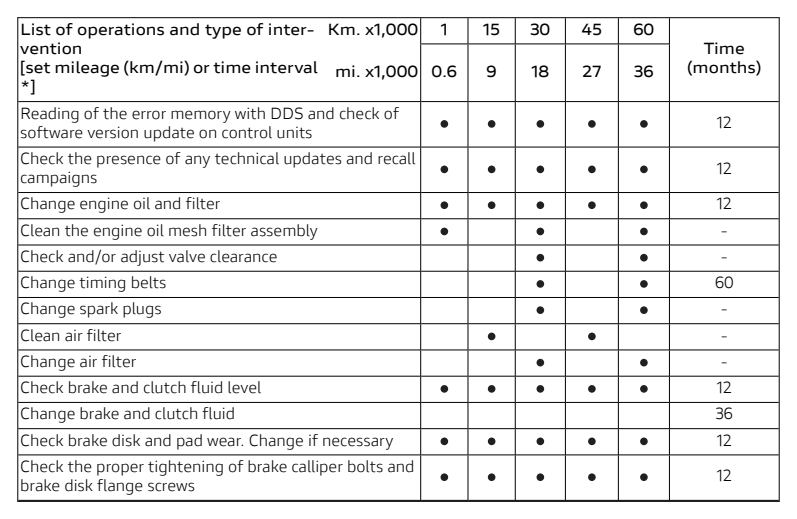 List of operations and type of inter- Km. x1,000 1 15 30 45 60 Time
vention
[set mileage (km/mi) or time interval mi. x1,000 0.6 9 18 27 36 (months)
*]
Reading of the error memory with DDS and check of
software version update on control units ● ● ● ● ● 12
Check the presence of any technical updates and recall
campaigns ● ● ● ● ● 12
Change engine oil and filter ● ● ● ● ● 12
Clean the engine oil mesh filter assembly ● ● ● -
Check and/or adjust valve clearance ● ● -
Change timing belts ● ● 60
Change spark plugs ● ● -
Clean air filter ● ● -
Change air filter ● ● -
Check brake and clutch fluid level ● ● ● ● ● 12
Change brake and clutch fluid 36
Check brake disk and pad wear. Change if necessary ● ● ● ● ● 12
Check the proper tightening of brake calliper bolts and
brake disk flange screws ● ● ● ● ● 12